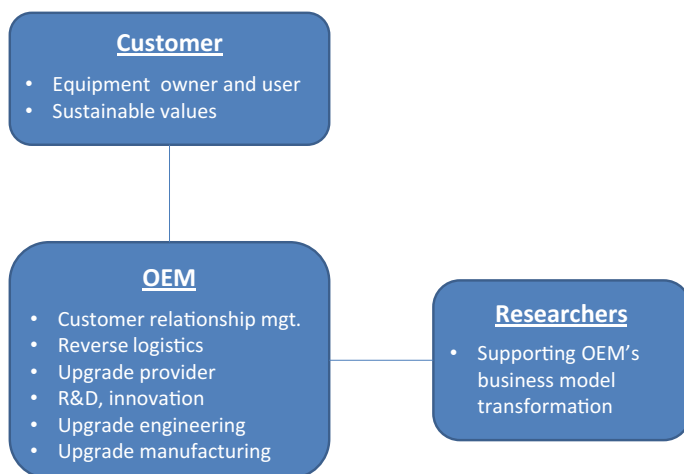 Customer
• Equipment owner and user
• Sustainable values
OEM
• Customer relationship mgt.
• Reverse logistics
• Upgrade provider
• R&D, innovation
• Upgrade engineering
• Upgrade manufacturing
Researchers
• Supporting OEM's
business model
transformation